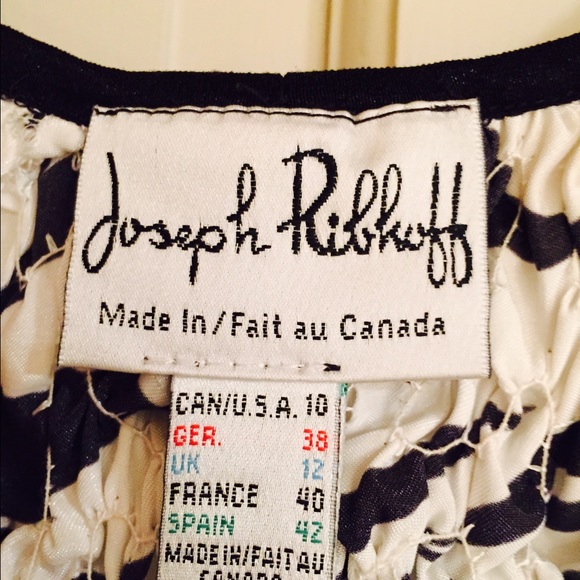 Joseph Ribkoff
Made In/Fait au Canada
CAN/U.S.A. 10
GER. 38
UK 12
FRANCE 40
SPAIN 42
MADE IN/FAIT AU
CANADA